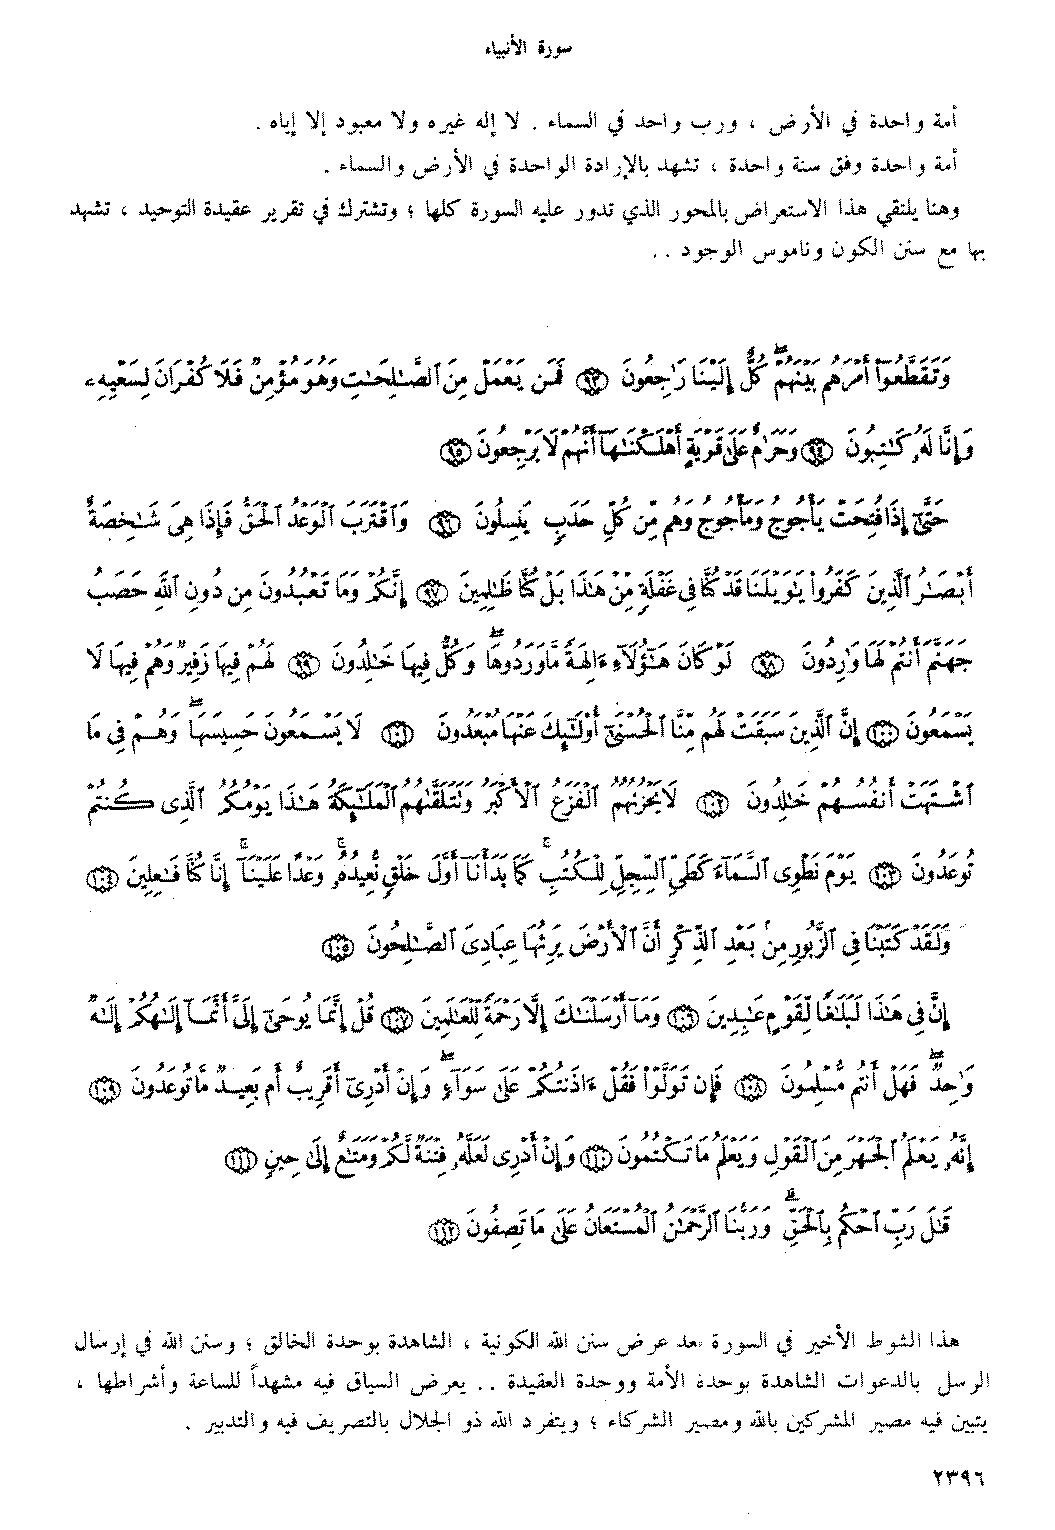 سورة الأنبياء
أمة واحدة في الأرض ، ورب واحد في السماء . لا إله غيره ولا معبود إلا إياه .
أمة واحدة وفق سنة واحدة ، تشهد بالإرادة الواحدة في الأرض والسماء .
وهنا يلتقي هذا الاستعراض بالمحور الذي تدور عليه السورة كلها ؛ وتشترك في تقرير عقيدة التوحيد ، تشهد
بها مع سنن الكون وناموس الوجود . .
وَتَقَطَّعُوٓا۟ أَمْرَهُم بَيْنَهُمْ ۖ كُلٌّ إِلَيْنَا رَٰجِعُونَ ٩٣ فَمَن يَعْمَلْ مِنَ ٱلصَّـٰلِحَـٰتِ وَهُوَ مُؤْمِنٌ فَلَا كُفْرَانَ لِسَعْيِهِۦ
وَإِنَّا لَهُۥ كَـٰتِبُونَ ٩٤ وَحَرَٰمٌ عَلَىٰ قَرْيَةٍ أَهْلَكْنَـٰهَآ أَنَّهُمْ لَا يَرْجِعُونَ ٩٥
حَتَّىٰٓ إِذَا فُتِحَتْ يَأْجُوجُ وَمَأْجُوجُ وَهُم مِّن كُلِّ حَدَبٍ يَنسِلُونَ ٩٦ وَٱقْتَرَبَ ٱلْوَعْدُ ٱلْحَقُّ فَإِذَا هِىَ شَـٰخِصَةٌ
أَبْصَـٰرُ ٱلَّذِينَ كَفَرُوا۟ يَـٰوَيْلَنَا قَدْ كُنَّا فِى غَفْلَةٍ مِّنْ هَـٰذَا بَلْ كُنَّا ظَـٰلِمِينَ ٩٧ إِنَّكُمْ وَمَا تَعْبُدُونَ مِن دُونِ ٱللَّهِ حَصَبُ
جَهَنَّمَ أَنتُمْ لَهَا وَٰرِدُونَ ٩٨ لَوْ كَانَ هَـٰٓؤُلَآءِ ءَالِهَةً مَّا وَرَدُوهَا ۖ وَكُلٌّ فِيهَا خَـٰلِدُونَ ٩٩ لَهُمْ فِيهَا زَفِيرٌ وَهُمْ فِيهَا لَا
يَسْمَعُونَ ١٠٠ إِنَّ ٱلَّذِينَ سَبَقَتْ لَهُم مِّنَّا ٱلْحُسْنَىٰٓ أُو۟لَـٰٓئِكَ عَنْهَا مُبْعَدُونَ ١٠١ لَا يَسْمَعُونَ حَسِيسَهَا ۖ وَهُمْ فِى مَا
ٱشْتَهَتْ أَنفُسُهُمْ خَـٰلِدُونَ ١٠٢ لَا يَحْزُنُهُمُ ٱلْفَزَعُ ٱلْأَكْبَرُ وَتَتَلَقَّىٰهُمُ ٱلْمَلَـٰٓئِكَةُ هَـٰذَا يَوْمُكُمُ ٱلَّذِى كُنتُمْ
تُوعَدُونَ ١٠٣ يَوْمَ نَطْوِى ٱلسَّمَآءَ كَطَىِّ ٱلسِّجِلِّ لِلْكُتُبِ ۚ كَمَا بَدَأْنَآ أَوَّلَ خَلْقٍ نُّعِيدُهُۥ ۚ وَعْدًا عَلَيْنَآ ۚ إِنَّا كُنَّا فَـٰعِلِينَ ١٠٤
وَلَقَدْ كَتَبْنَا فِى ٱلزَّبُورِ مِنۢ بَعْدِ ٱلذِّكْرِ أَنَّ ٱلْأَرْضَ يَرِثُهَا عِبَادِىَ ٱلصَّـٰلِحُونَ ١٠٥
إِنَّ فِى هَـٰذَا لَبَلَـٰغًا لِّقَوْمٍ عَـٰبِدِينَ ١٠٦ وَمَآ أَرْسَلْنَـٰكَ إِلَّا رَحْمَةً لِّلْعَـٰلَمِينَ ١٠٧ قُلْ إِنَّمَا يُوحَىٰٓ إِلَىَّ أَنَّمَآ إِلَـٰهُكُمْ إِلَـٰهٌ
وَٰحِدٌ ۖ فَهَلْ أَنتُم مُّسْلِمُونَ ١٠٨ فَإِن تَوَلَّوْا۟ فَقُلْ ءَاذَنتُكُمْ عَلَىٰ سَوَآءٍ ۖ وَإِنْ أَدْرِىٓ أَقَرِيبٌ أَم بَعِيدٌ مَّا تُوعَدُونَ ١٠٩
إِنَّهُۥ يَعْلَمُ ٱلْجَهْرَ مِنَ ٱلْقَوْلِ وَيَعْلَمُ مَا تَكْتُمُونَ ١١٠ وَإِنْ أَدْرِى لَعَلَّهُۥ فِتْنَةٌ لَّكُمْ وَمَتَـٰعٌ إِلَىٰ حِينٍ ١١١
قَـٰلَ رَبِّ ٱحْكُم بِٱلْحَقِّ ۗ وَرَبُّنَا ٱلرَّحْمَـٰنُ ٱلْمُسْتَعَانُ عَلَىٰ مَا تَصِفُونَ ١١٢
هذا الشوط الأخير في السورة بعد عرض سنن الله الكونية ، الشاهدة بوحدة الخالق ؛ وسنن الله في إرسال
الرسل بالدعوات الشاهدة بوحدة الأمة ووحدة العقيدة . . يعرض السياق فيه مشهداً للساعة وأشراطها ،
يتبين فيه مصير المشركين بالله ومصير الشركاء ؛ ويتفرد الله ذو الجلال بالتصريف فيه والتدبير .
٢٣٩٦